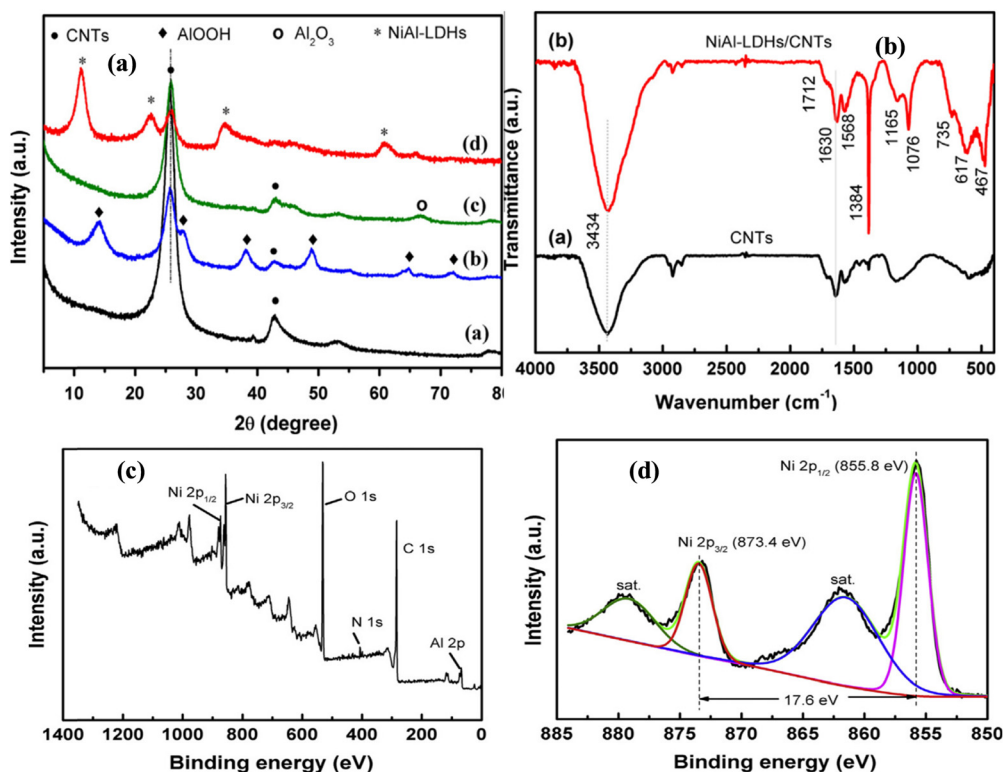 ● CNTs ◆ AlOOH o Al₂O₃ * NiAl-LDHs
(a)
*
●
*
*
*
(d)
●
o
(c)
◆
◆
◆
●
◆
◆
◆
(b)
●
(a)
Intensity (a.u.)
10 20 30 40 50 60 70 80
2θ (degree)
(b) NiAl-LDHs/CNTs (b)
1712
1630
1568
1384
1165
1076
735
617
467
3434
(a) CNTs
Transmittance (a.u.)
4000 3500 3000 2500 2000 1500 1000 500
Wavenumber (cm⁻¹)
(c)
Ni 2p₁/₂
Ni 2p₃/₂
O 1s
C 1s
N 1s
Al 2p
Intensity (a.u.)
1400 1200 1000 800 600 400 200 0
Binding energy (eV)
(d)
Ni 2p₁/₂ (855.8 eV)
Ni 2p₃/₂ (873.4 eV)
sat.
sat.
17.6 eV
Intensity (a.u.)
885 880 875 870 865 860 855 850
Binding energy (eV)